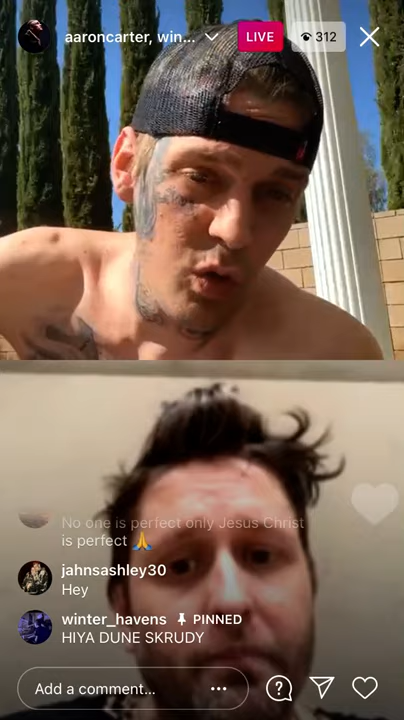 aaroncarter, win...
LIVE
312
No one is perfect only Jesus Christ
is perfect 🙏
jahnsashley30
Hey
winter_havens PINNED
HIYA DUNE SKRUDY
Add a comment...